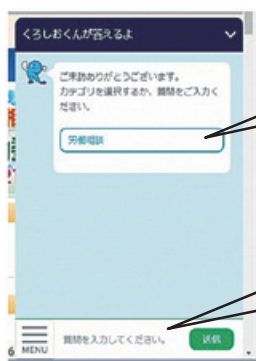 くろしおくんが答えるよ
ご来訪ありがとうございます。
カテゴリを選択するか、質問をご入力く
ださい。
労働相談
MENU
質問を入力してください。
送信